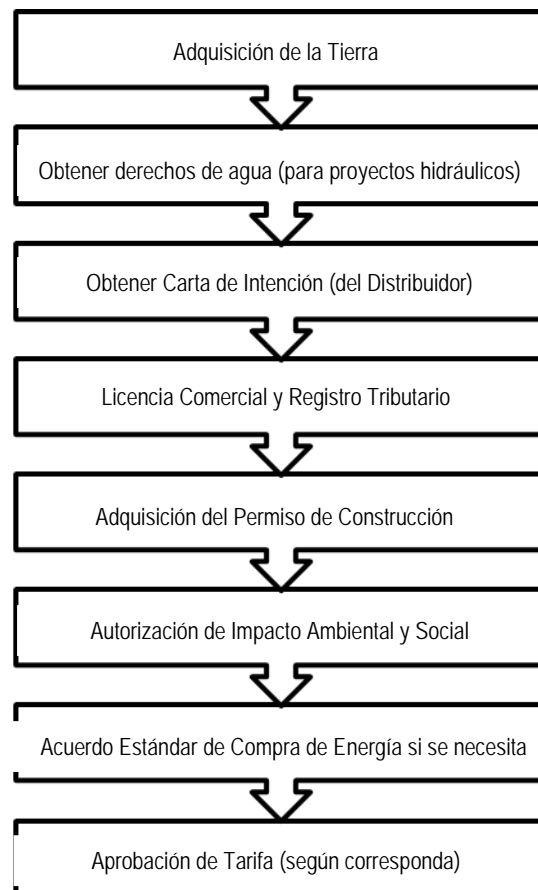 Adquisición de la Tierra
Obtener derechos de agua (para proyectos hidráulicos)
Obtener Carta de Intención (del Distribuidor)
Licencia Comercial y Registro Tributario
Adquisición del Permiso de Construcción
Autorización de Impacto Ambiental y Social
Acuerdo Estándar de Compra de Energía si se necesita
Aprobación de Tarifa (según corresponda)